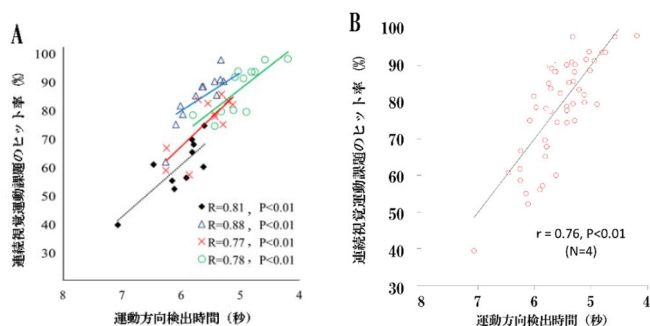 A
連続視覚運動課題のヒット率 (%)
100
90
80
70
60
50
40
30
8
7
6
5
4
運動方向検出時間 (秒)
R=0.81, P<0.01
R=0.88, P<0.01
R=0.77, P<0.01
R=0.78, P<0.01
B
連続視覚運動課題のヒット率 (%)
100
90
80
70
60
50
40
30
8
7
6
5
4
運動方向検出時間 (秒)
r = 0.76, P<0.01
(N=4)